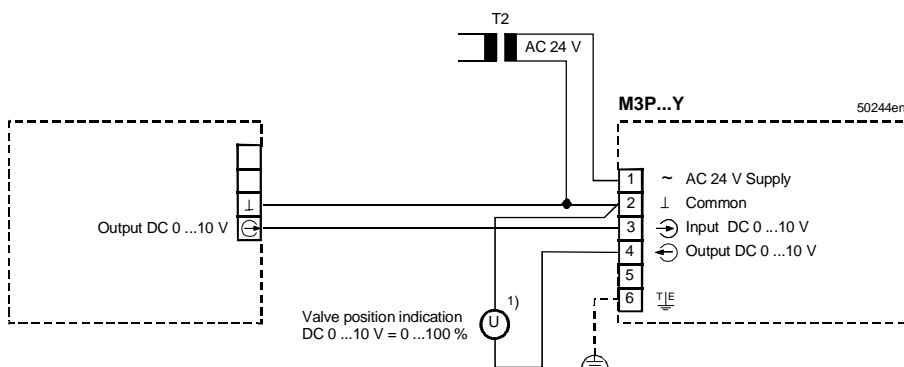 T2
AC 24 V
M3P...Y
50244en
1 ~ AC 24 V Supply
2 ⊥ Common
3 Input DC 0 ...10 V
4 Output DC 0 ...10 V
5
6 T|E
⊥
Output DC 0 ...10 V
Valve position indication
DC 0 ...10 V = 0 ...100 %
U
1)